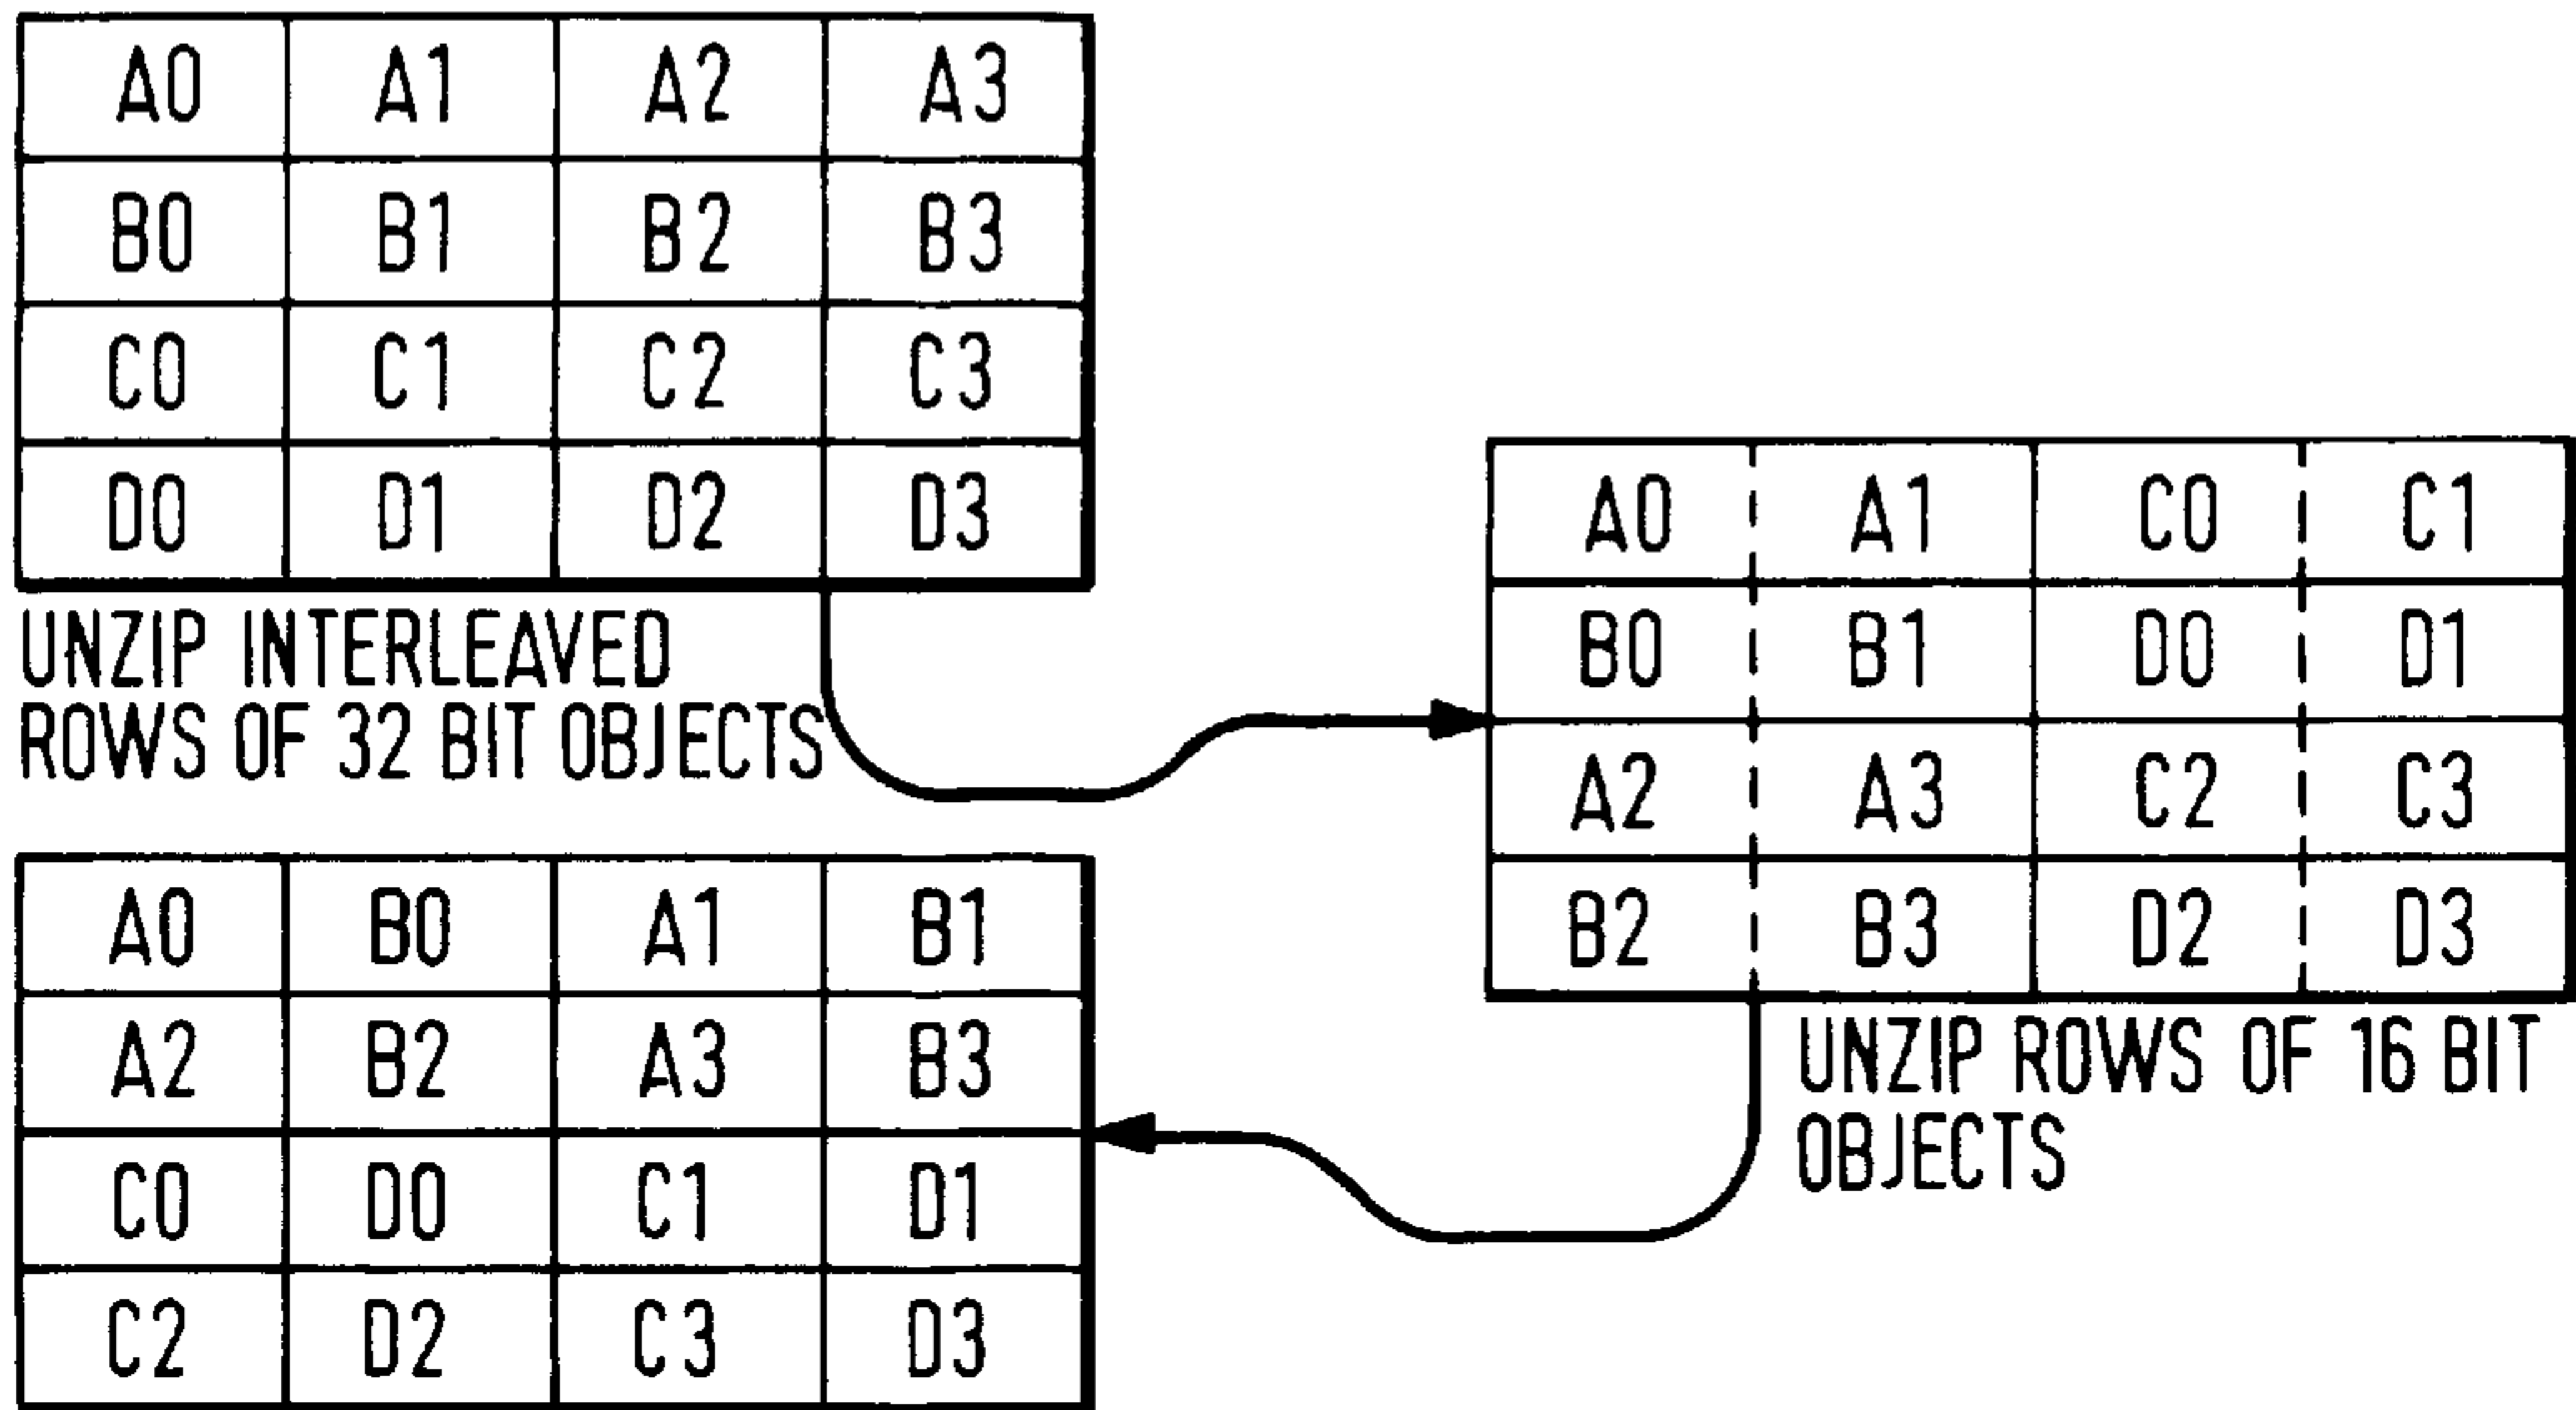 A0 A1 A2 A3
B0 B1 B2 B3
C0 C1 C2 C3
D0 D1 D2 D3
UNZIP INTERLEAVED
ROWS OF 32 BIT OBJECTS
A0 A1 C0 C1
B0 B1 D0 D1
A2 A3 C2 C3
B2 B3 D2 D3
UNZIP ROWS OF 16 BIT
OBJECTS
A0 B0 A1 B1
A2 B2 A3 B3
C0 D0 C1 D1
C2 D2 C3 D3